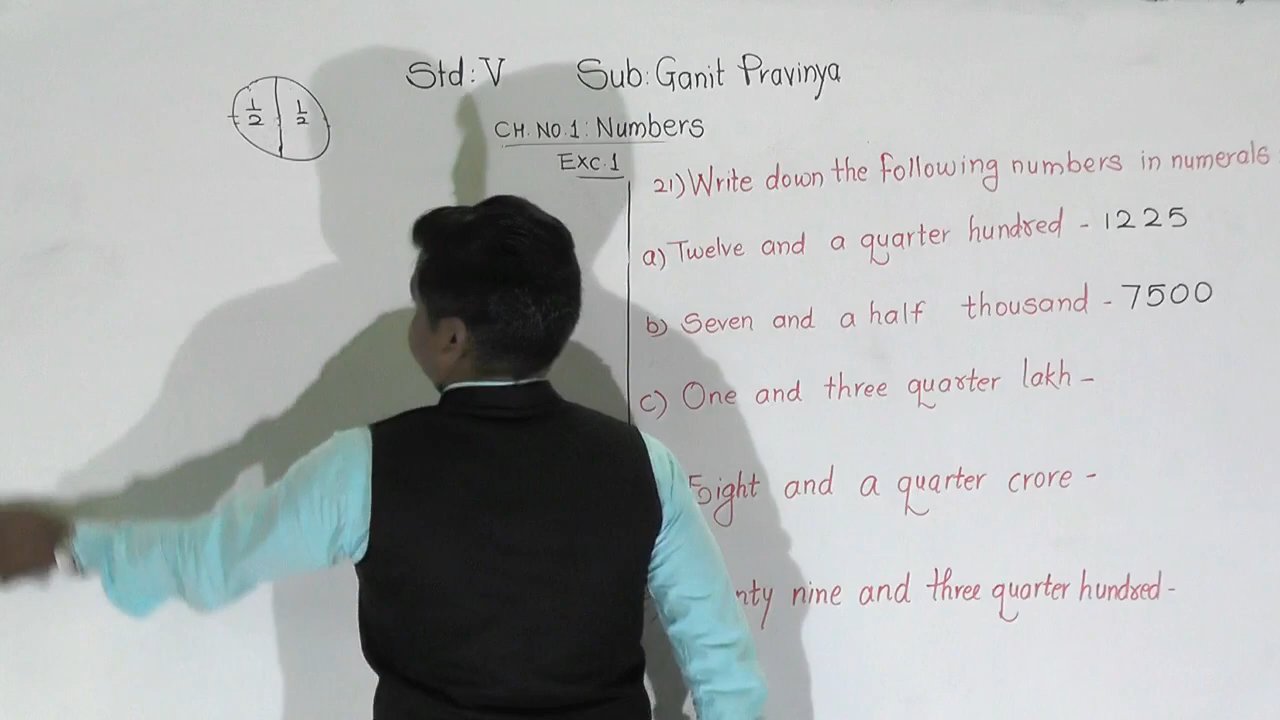 Std: V Sub: Ganit Pravinya
CH. NO. 1: Numbers
Exc. 1
1/2 1/2
21) Write down the following numbers in numerals
a) Twelve and a quarter hundred - 1225
b) Seven and a half thousand - 7500
c) One and three quarter lakh -
Eight and a quarter crore -
nine and three quarter hundred -